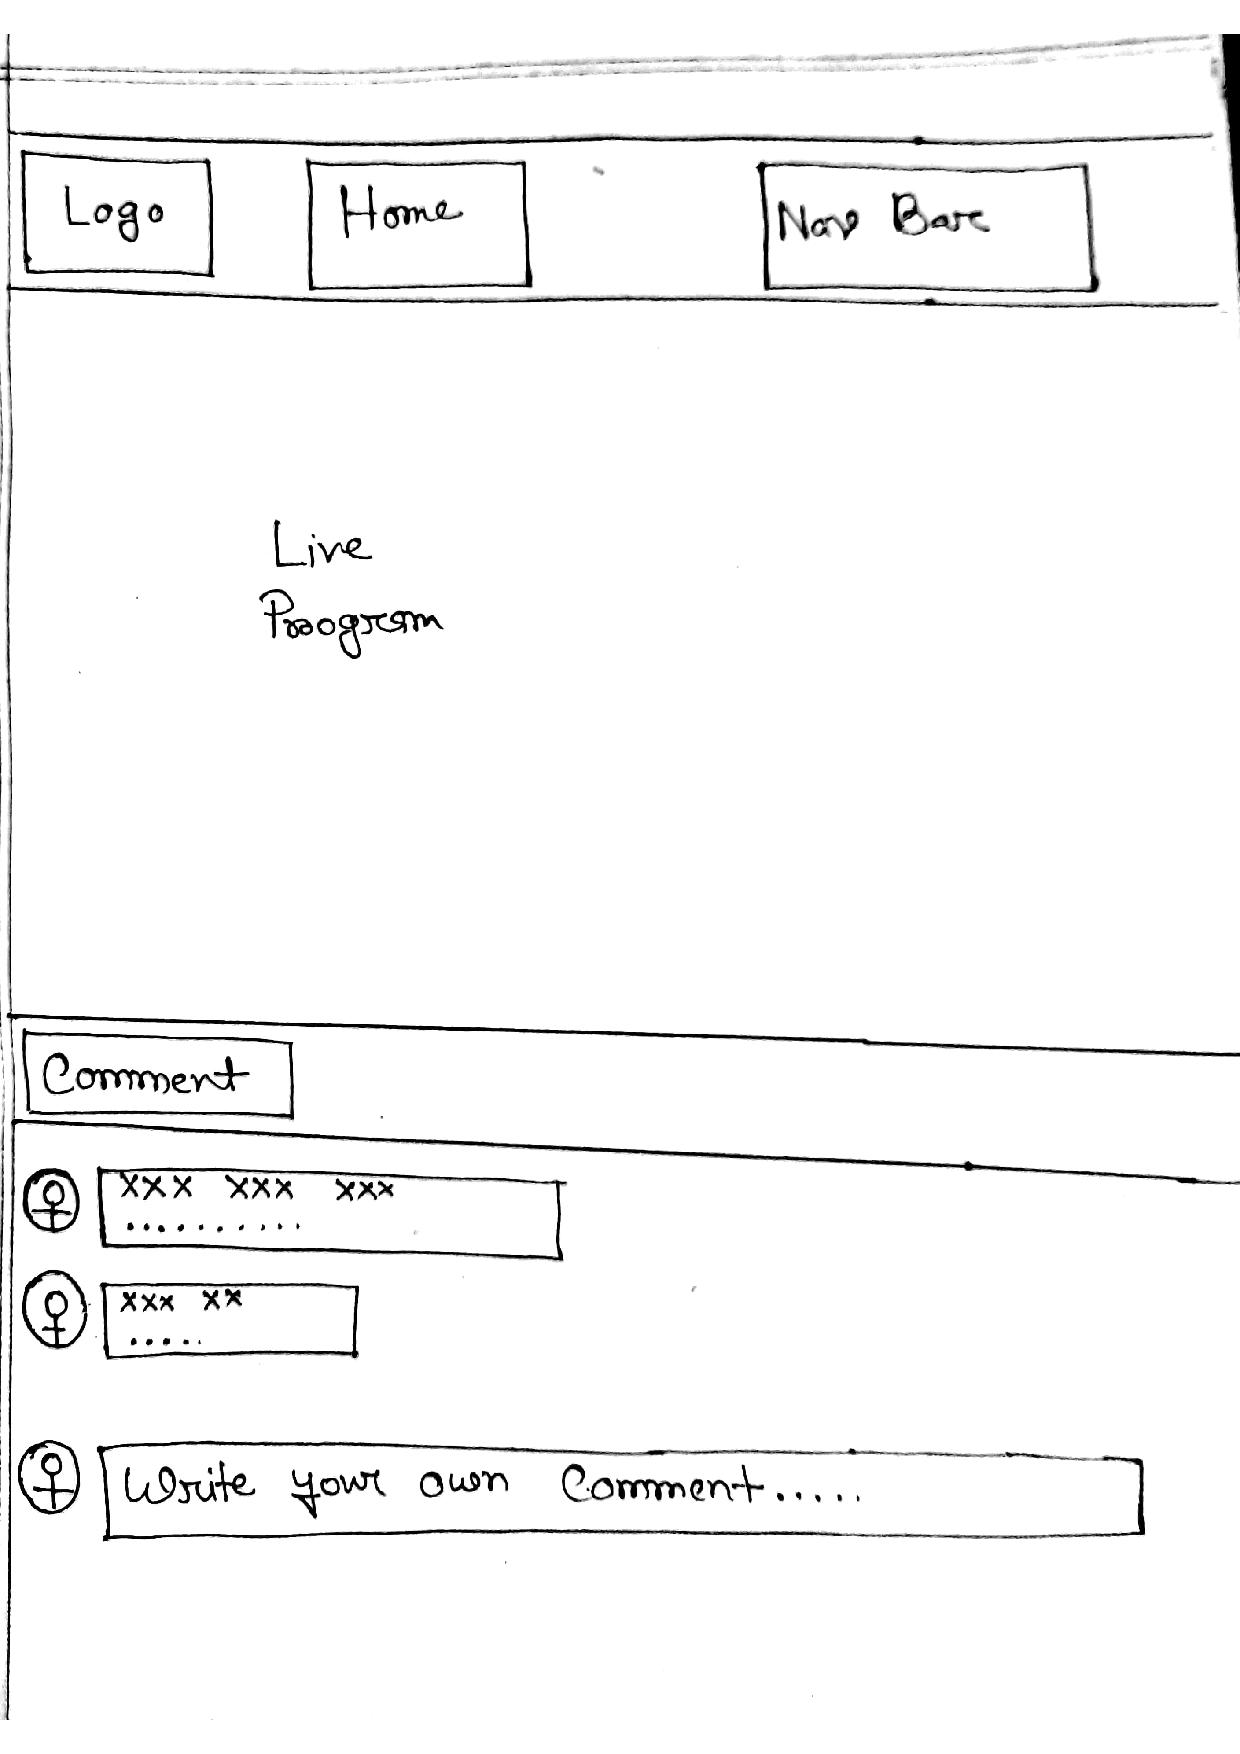 Logo Home Nav Bar
Live
Program
Comment
xxx xxx xxx
..........
xxx xx
.....
Write your own Comment.....